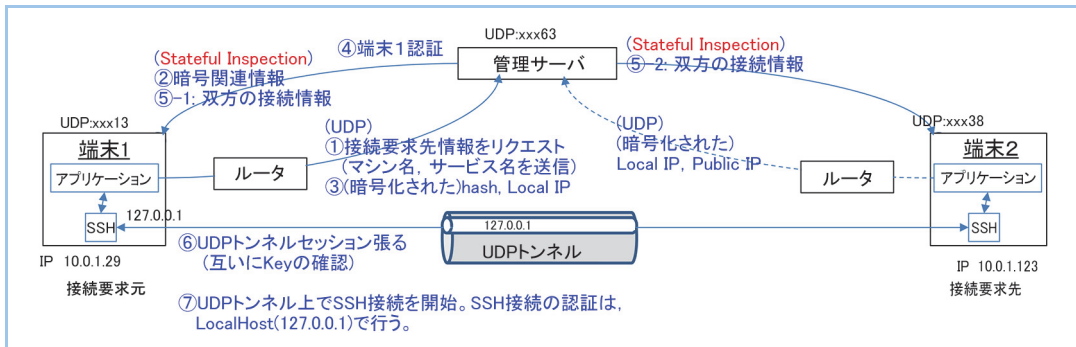 UDP:xxx63
管理サーバ
④端末1認証
(Stateful Inspection)
②暗号関連情報
⑤-1: 双方の接続情報
(Stateful Inspection)
⑤-2: 双方の接続情報
UDP:xxx13
端末1
アプリケーション
SSH
127.0.0.1
IP 10.0.1.29
接続要求元
ルータ
(UDP)
①接続要求先情報をリクエスト
(マシン名, サービス名を送信)
③(暗号化された)hash, Local IP
(UDP)
(暗号化された)
Local IP, Public IP
ルータ
UDP:xxx38
端末2
アプリケーション
SSH
IP 10.0.1.123
接続要求先
127.0.0.1
UDPトンネル
⑥UDPトンネルセッション張る
(互いにKeyの確認)
⑦UDPトンネル上でSSH接続を開始。SSH接続の認証は,
LocalHost(127.0.0.1)で行う。